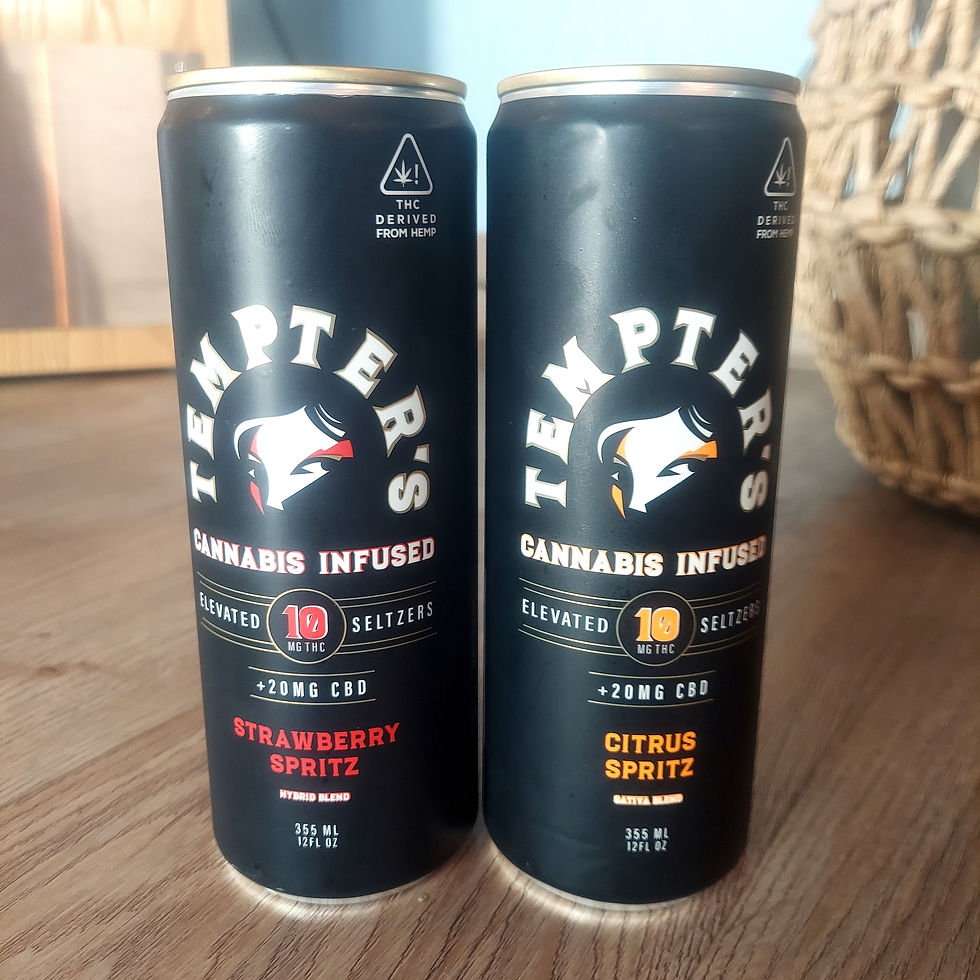 THC
DERIVED
FROM HEMP
TEMPTER'S
CANNABIS INFUSED
ELEVATED 10 MG THC SELTZERS
+20MG CBD
STRAWBERRY
SPRITZ
HYBRID BLEND
355 ML
12FL OZ
THC
DERIVED
FROM HEMP
TEMPTER'S
CANNABIS INFUSED
ELEVATED 10 MG THC SELTZERS
+20MG CBD
CITRUS
SPRITZ
SATIVA BLEND
355 ML
12FL OZ